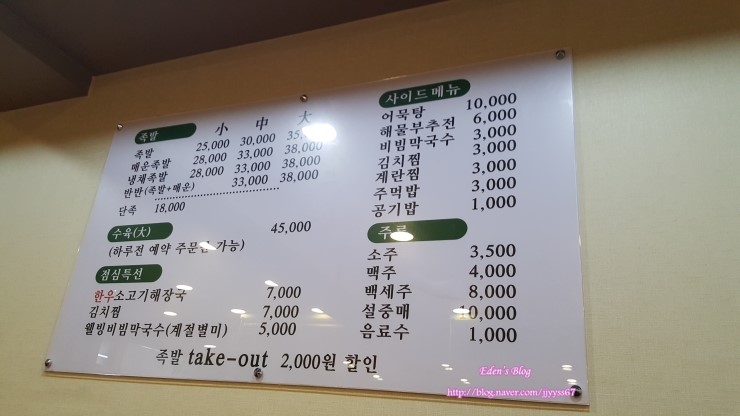 족발 小 中 大
족발 25,000 30,000 35,000
매운족발 28,000 33,000 38,000
냉채족발 28,000 33,000 38,000
반반(족발+매운) 33,000 38,000
단족 18,000
수육(大) 45,000
(하루전 예약 주문만 가능)
점심특선
한우소고기해장국 7,000
김치찜 7,000
웰빙비빔막국수(계절별미) 5,000
족발 take-out 2,000원 할인
사이드메뉴
어묵탕 10,000
해물부추전 6,000
비빔막국수 3,000
김치찜 3,000
계란찜
주먹밥 3,000
공기밥 1,000
주류
소주 3,500
맥주 4,000
백세주 8,000
설중매 10,000
음료수 1,000
Eden's Blog
http://blog.naver.com/jjyyss67